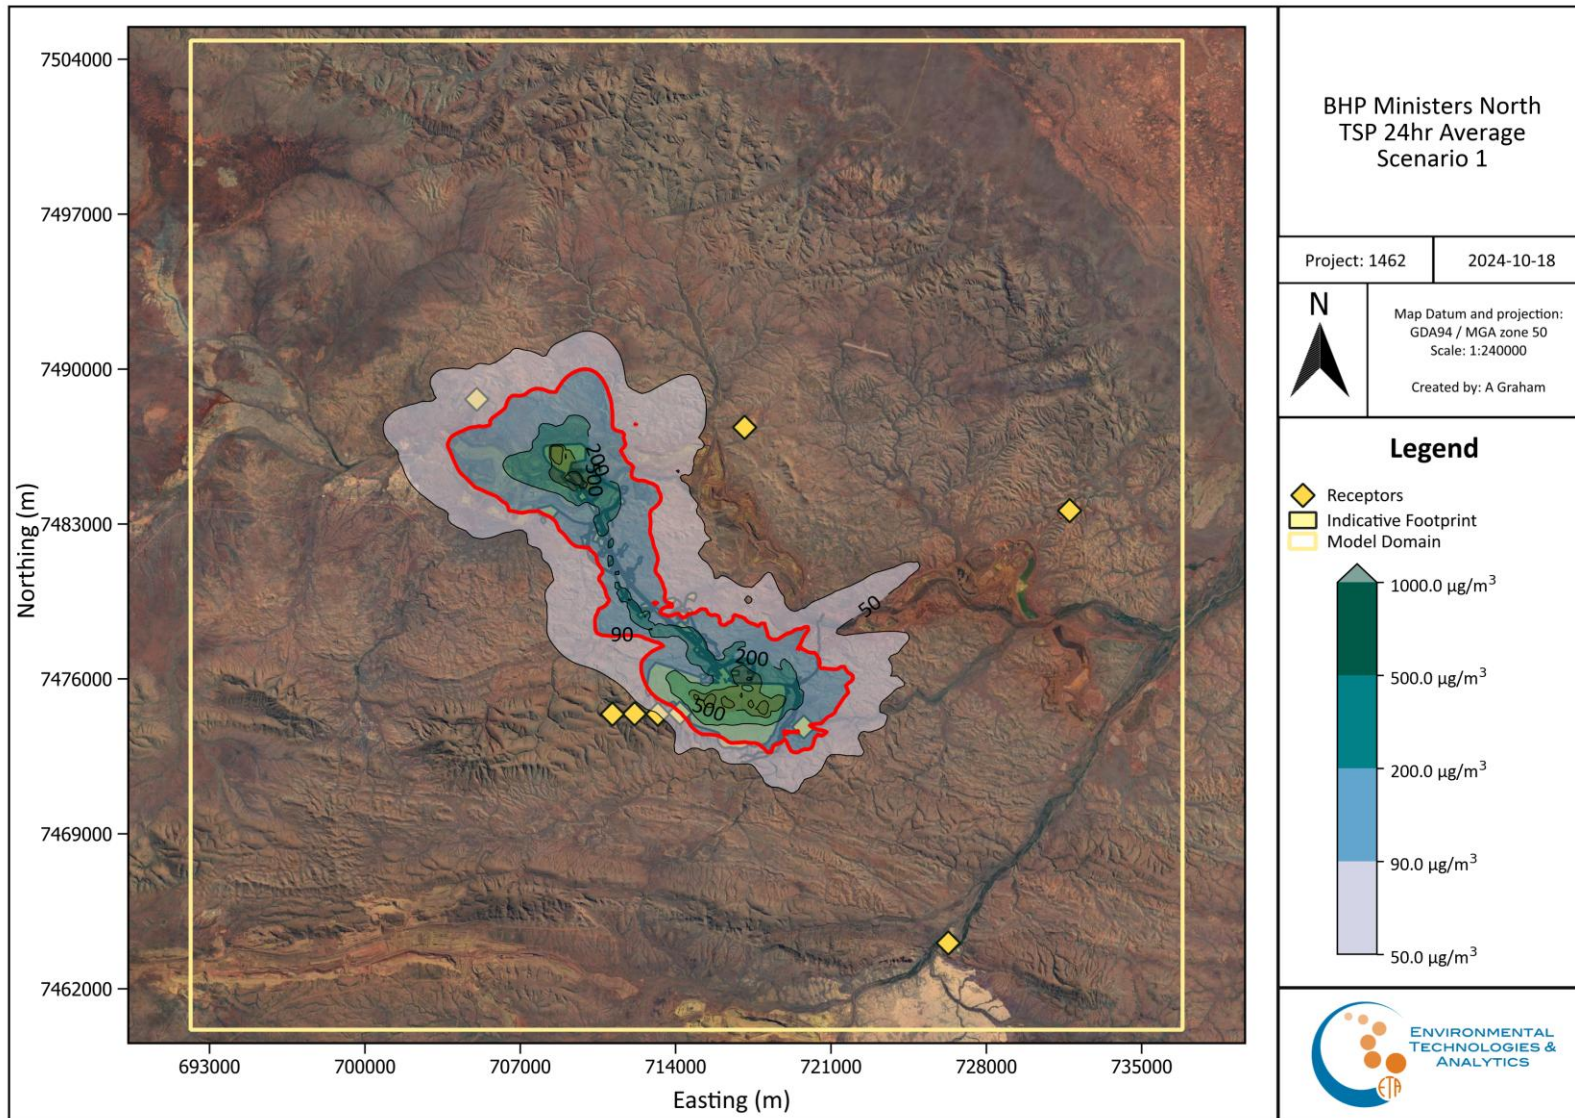 BHP Ministers North
TSP 24hr Average
Scenario 1
Project: 1462
2024-10-18
N
Map Datum and projection:
GDA94 / MGA zone 50
Scale: 1:240000
Created by: A Graham
Legend
Receptors
Indicative Footprint
Model Domain
1000.0 µg/m³
500.0 µg/m³
200.0 µg/m³
90.0 µg/m³
50.0 µg/m³
ENVIRONMENTAL
TECHNOLOGIES &
ANALYTICS
ETA
Northing (m)
7504000
7497000
7490000
7483000
7476000
7469000
7462000
200
500
50
90
200
500
693000
700000
707000
714000
721000
728000
735000
Easting (m)